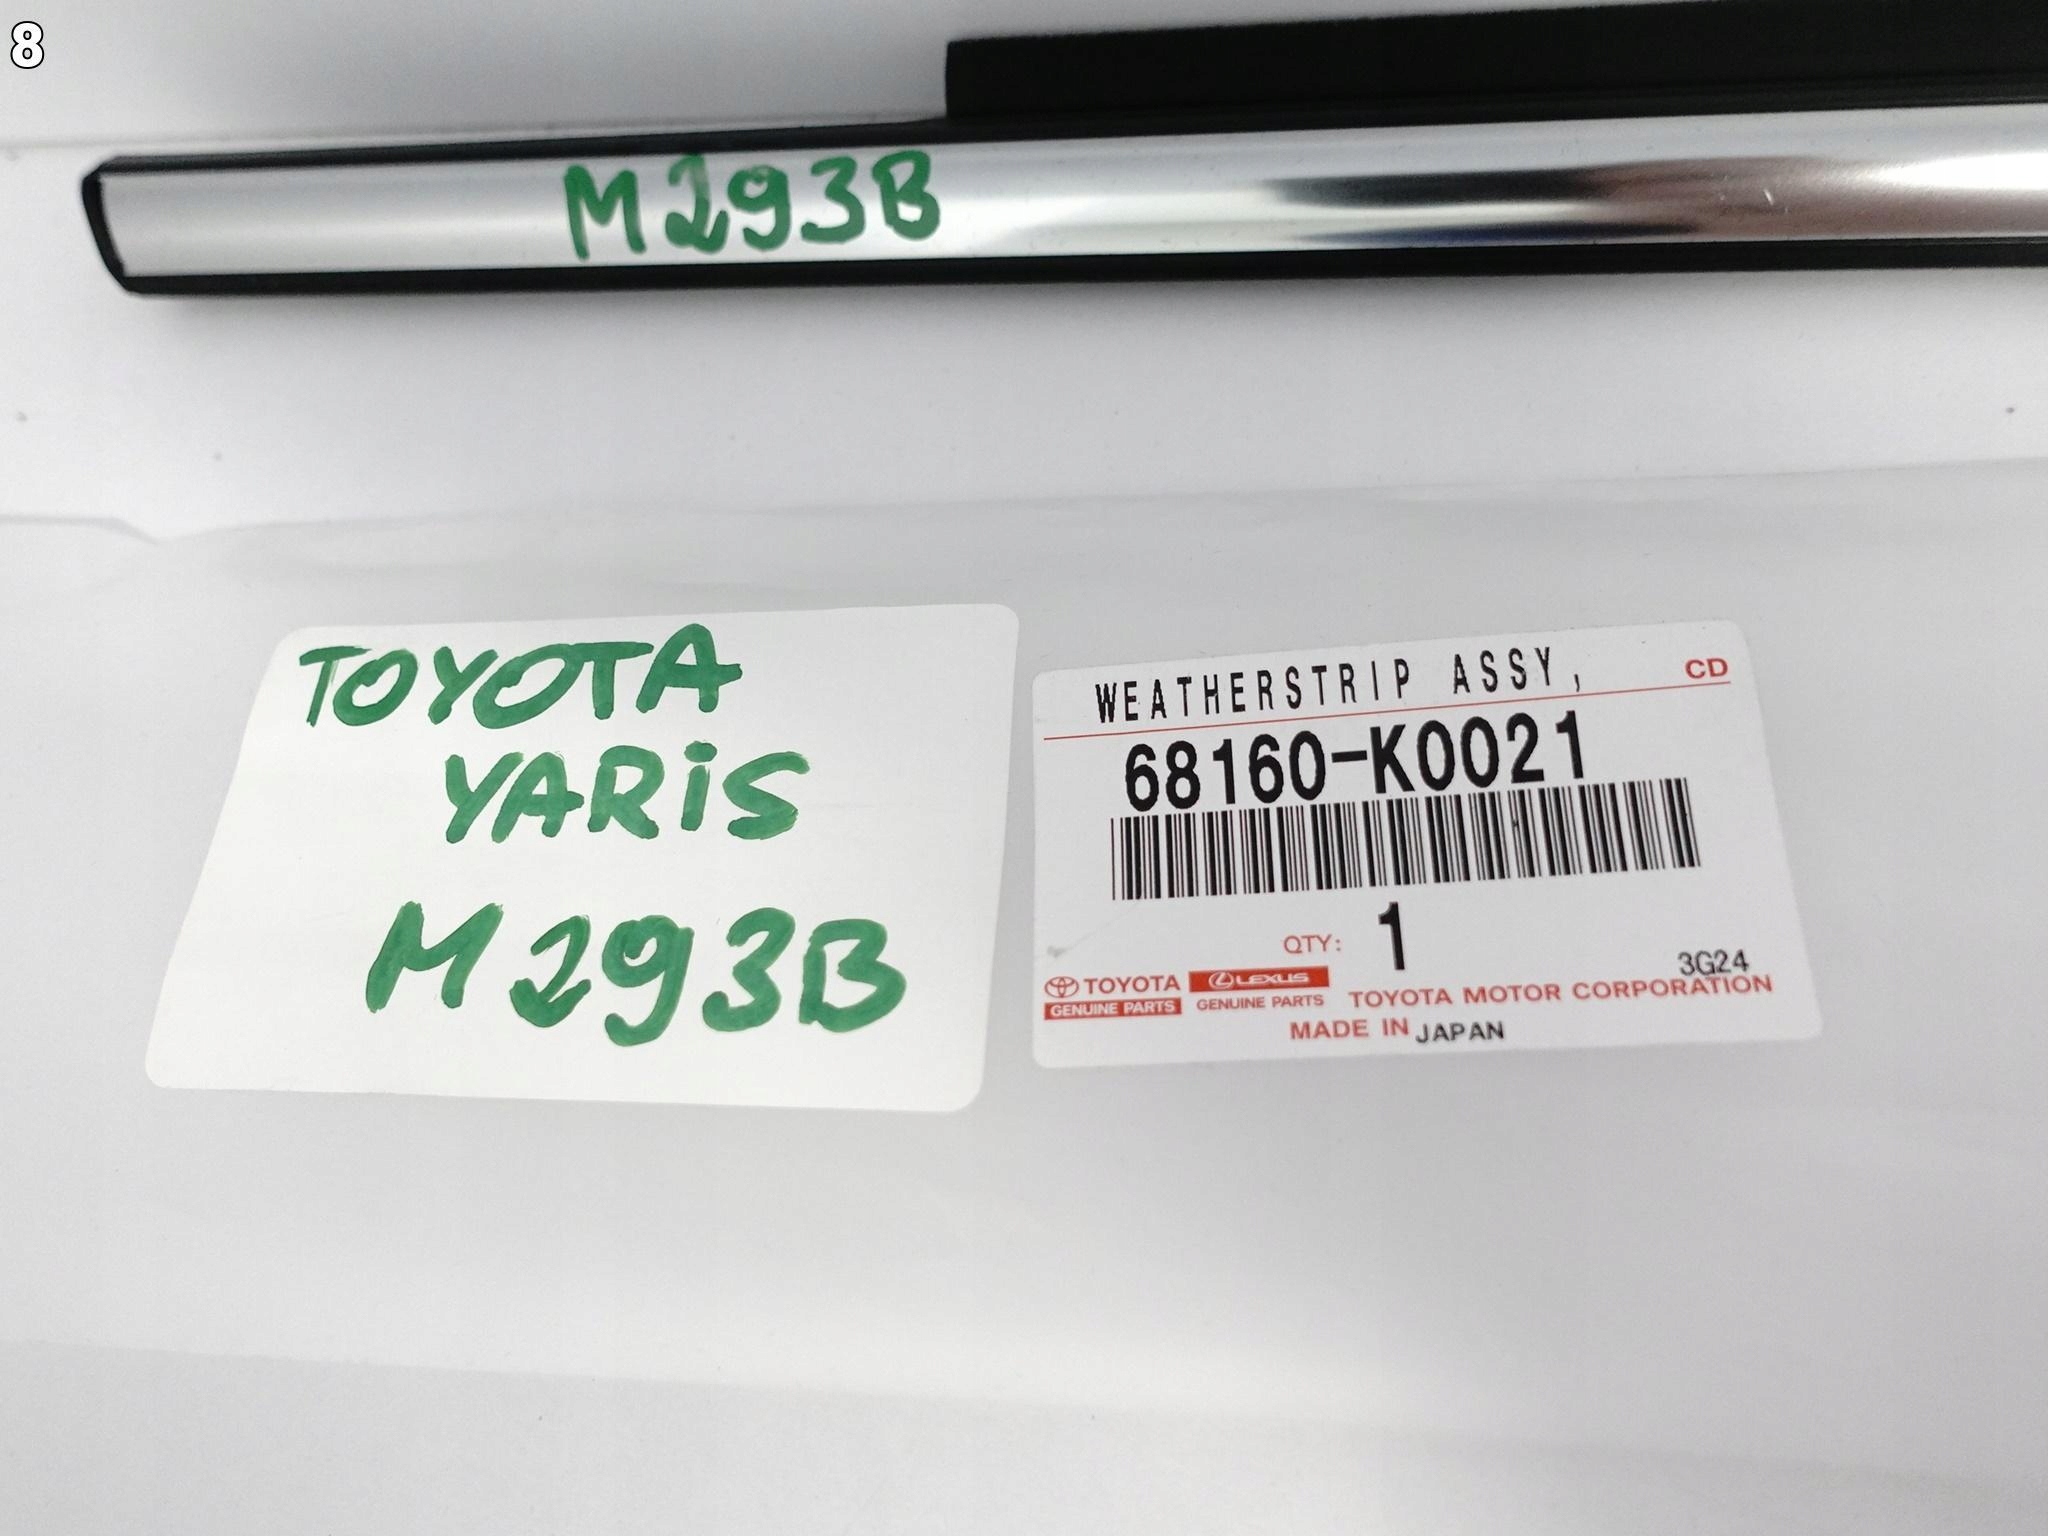 8
M293B
TOYOTA
YARiS
M293B
WEATHERSTRIP ASSY, CD
68160-K0021
QTY: 1
3G24
TOYOTA LEXUS
GENUINE PARTS GENUINE PARTS TOYOTA MOTOR CORPORATION
MADE IN JAPAN